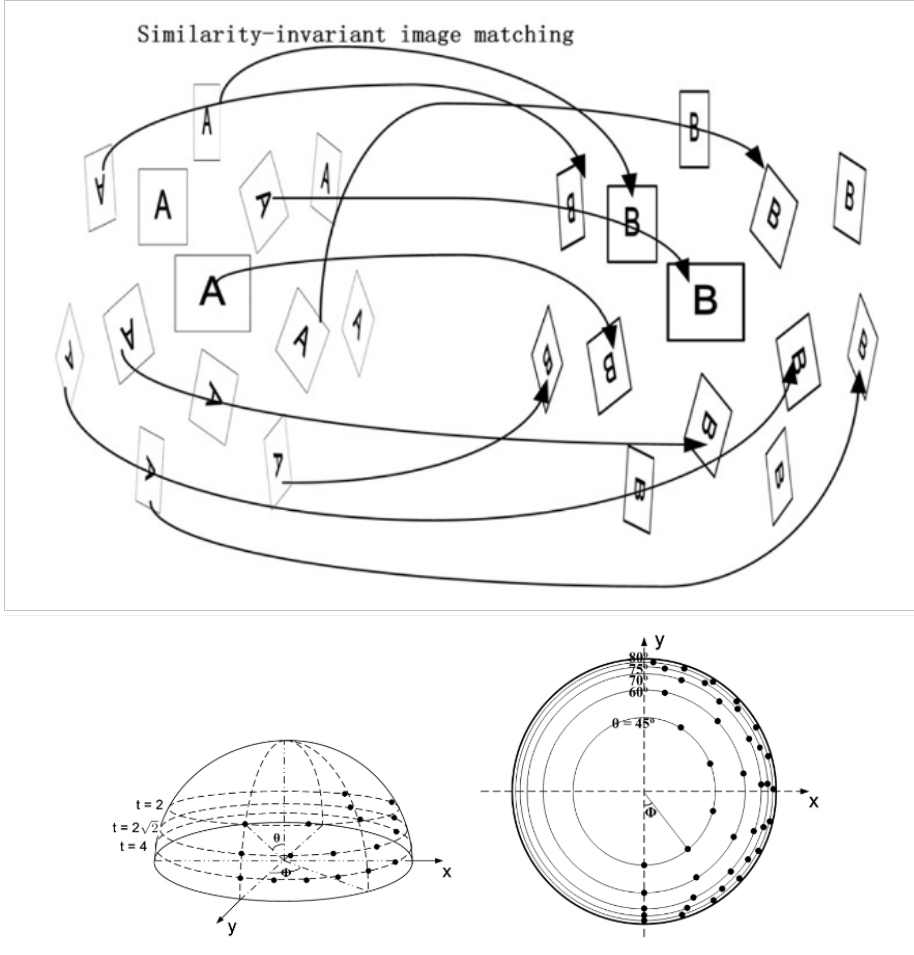 Similarity-invariant image matching
A B
A A A A B B B B
A B
A A A A B B B B
A B
A A B B
t = 2
t = 2√2
t = 4
θ
Φ
x
y
y
80°
75°
70°
60°
θ = 45°
Φ
x